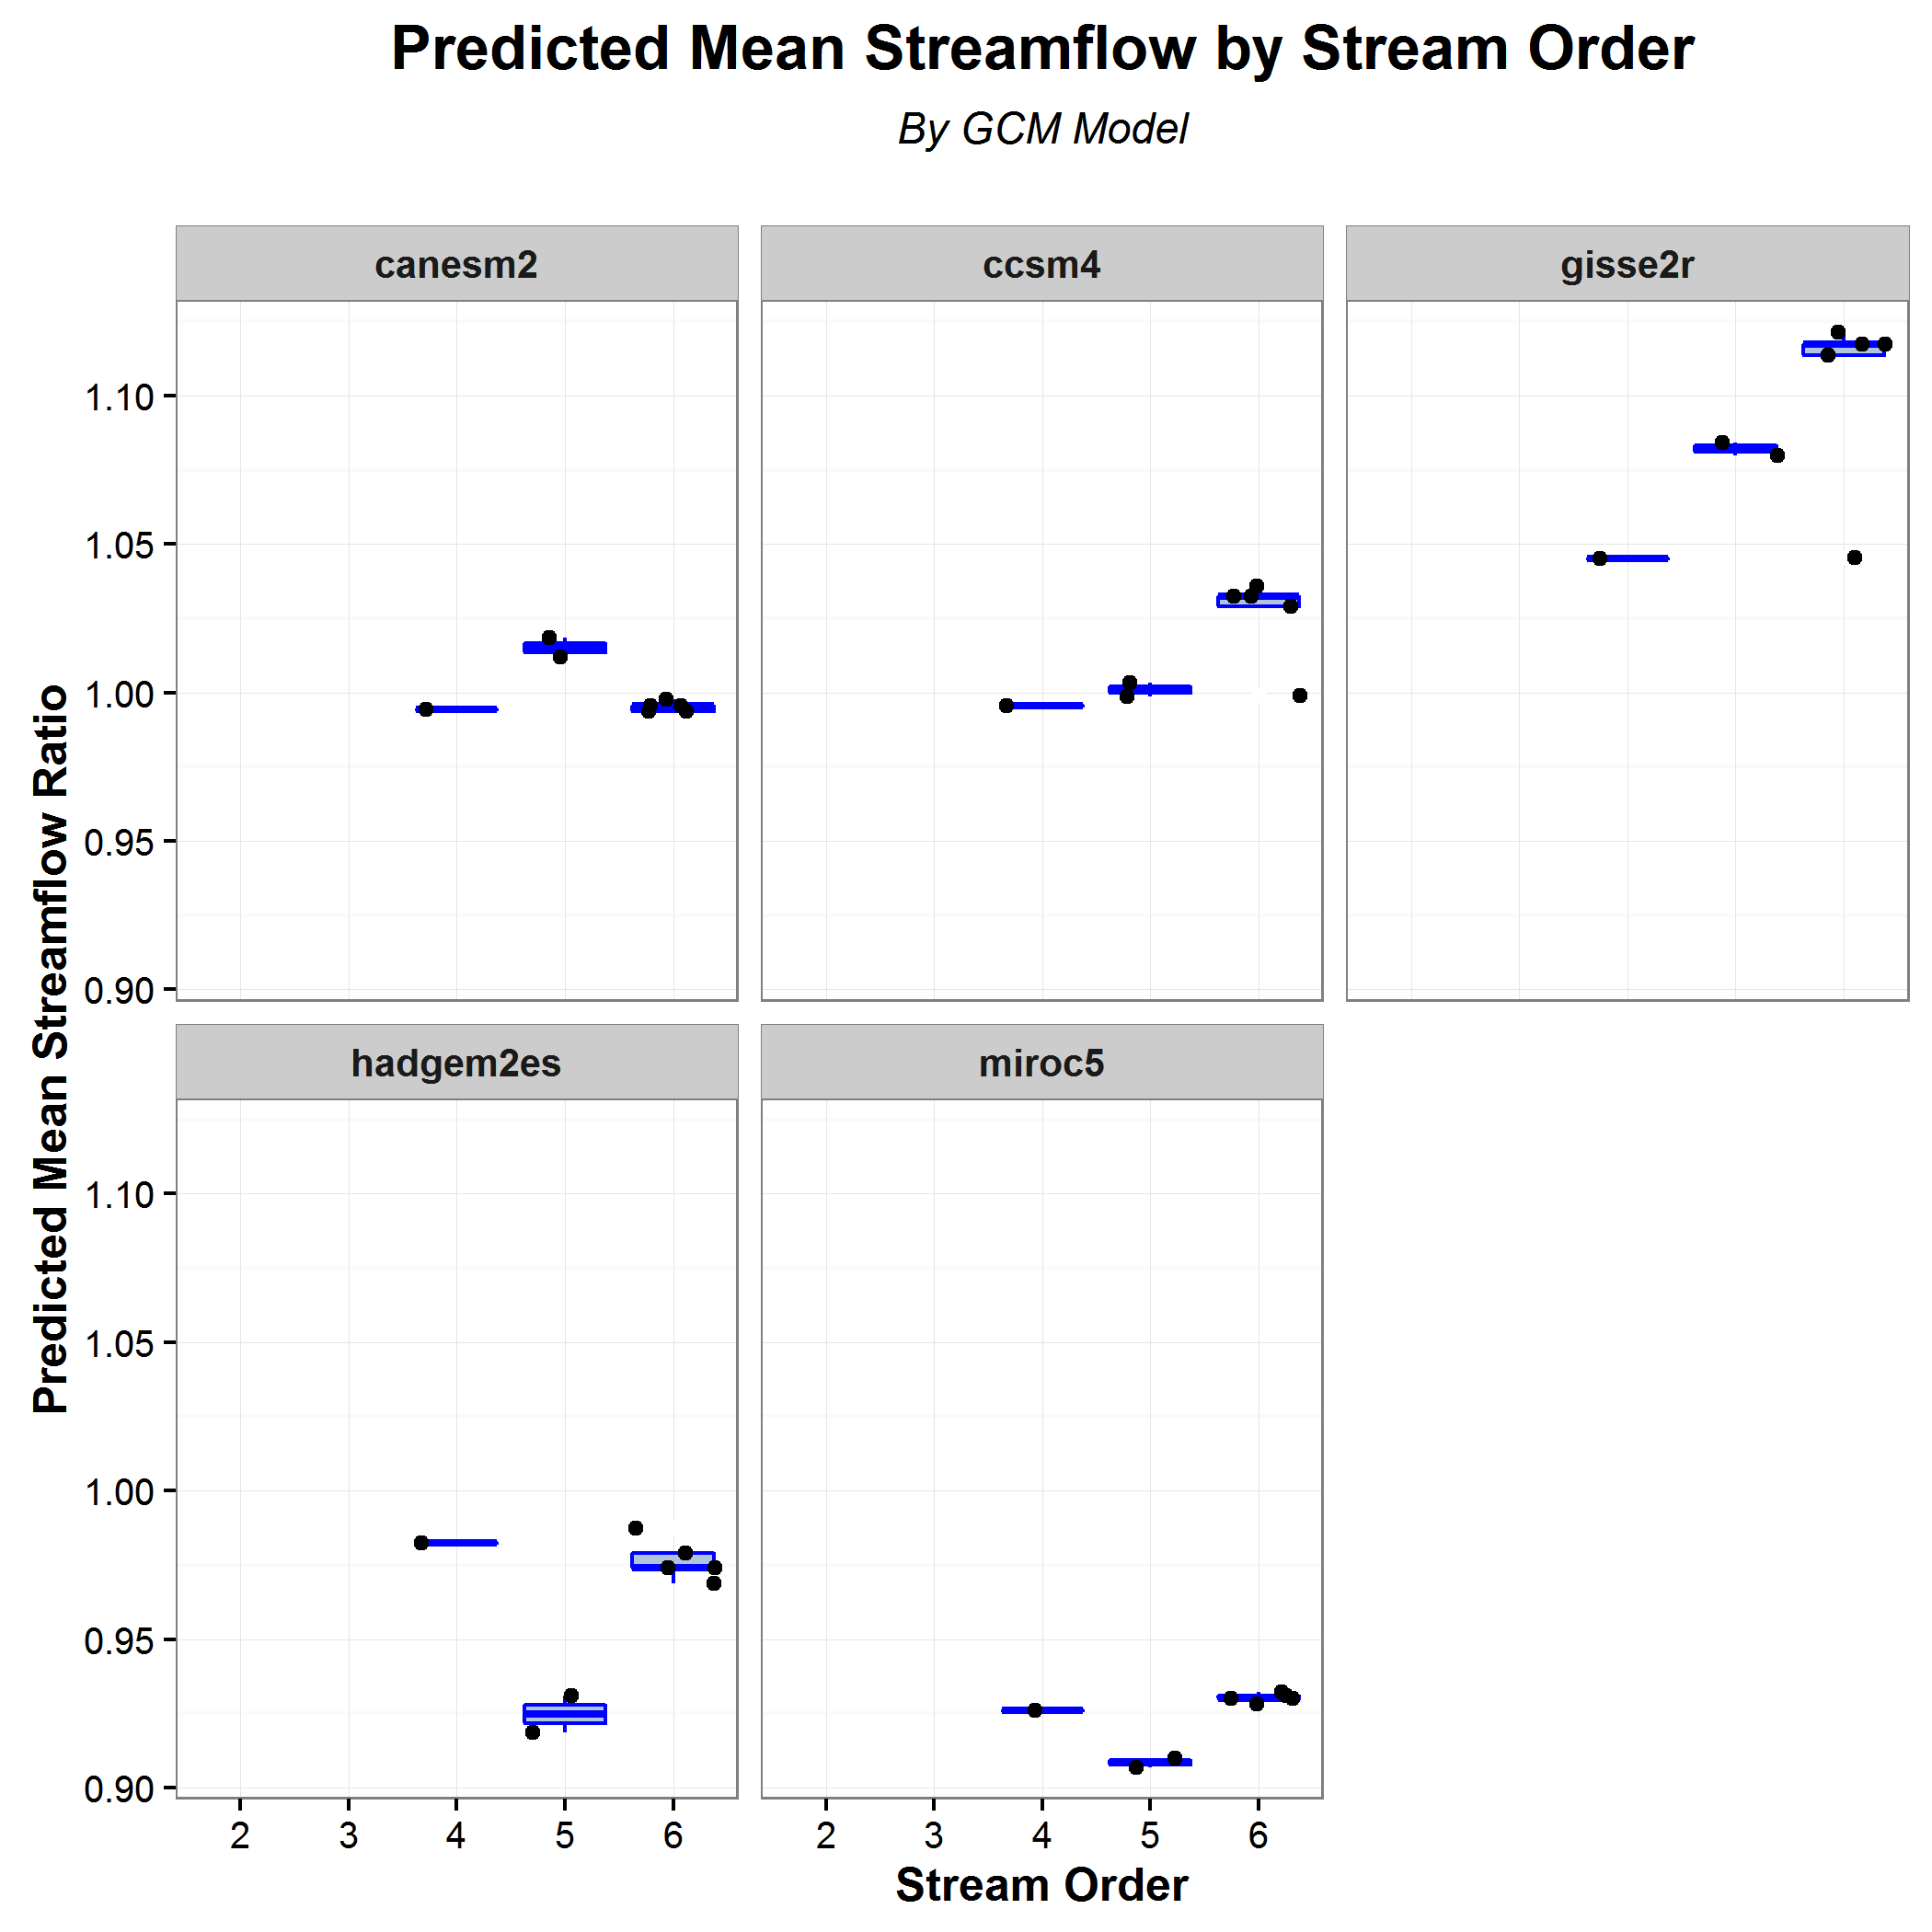 Predicted Mean Streamflow by Stream Order
By GCM Model
canesm2
ccsm4
gisse2r
1.10
1.05
1.00
0.95
0.90
Predicted Mean Streamflow Ratio
hadgem2es
miroc5
1.10
1.05
1.00
0.95
0.90
2 3 4 5 6
2 3 4 5 6
Stream Order